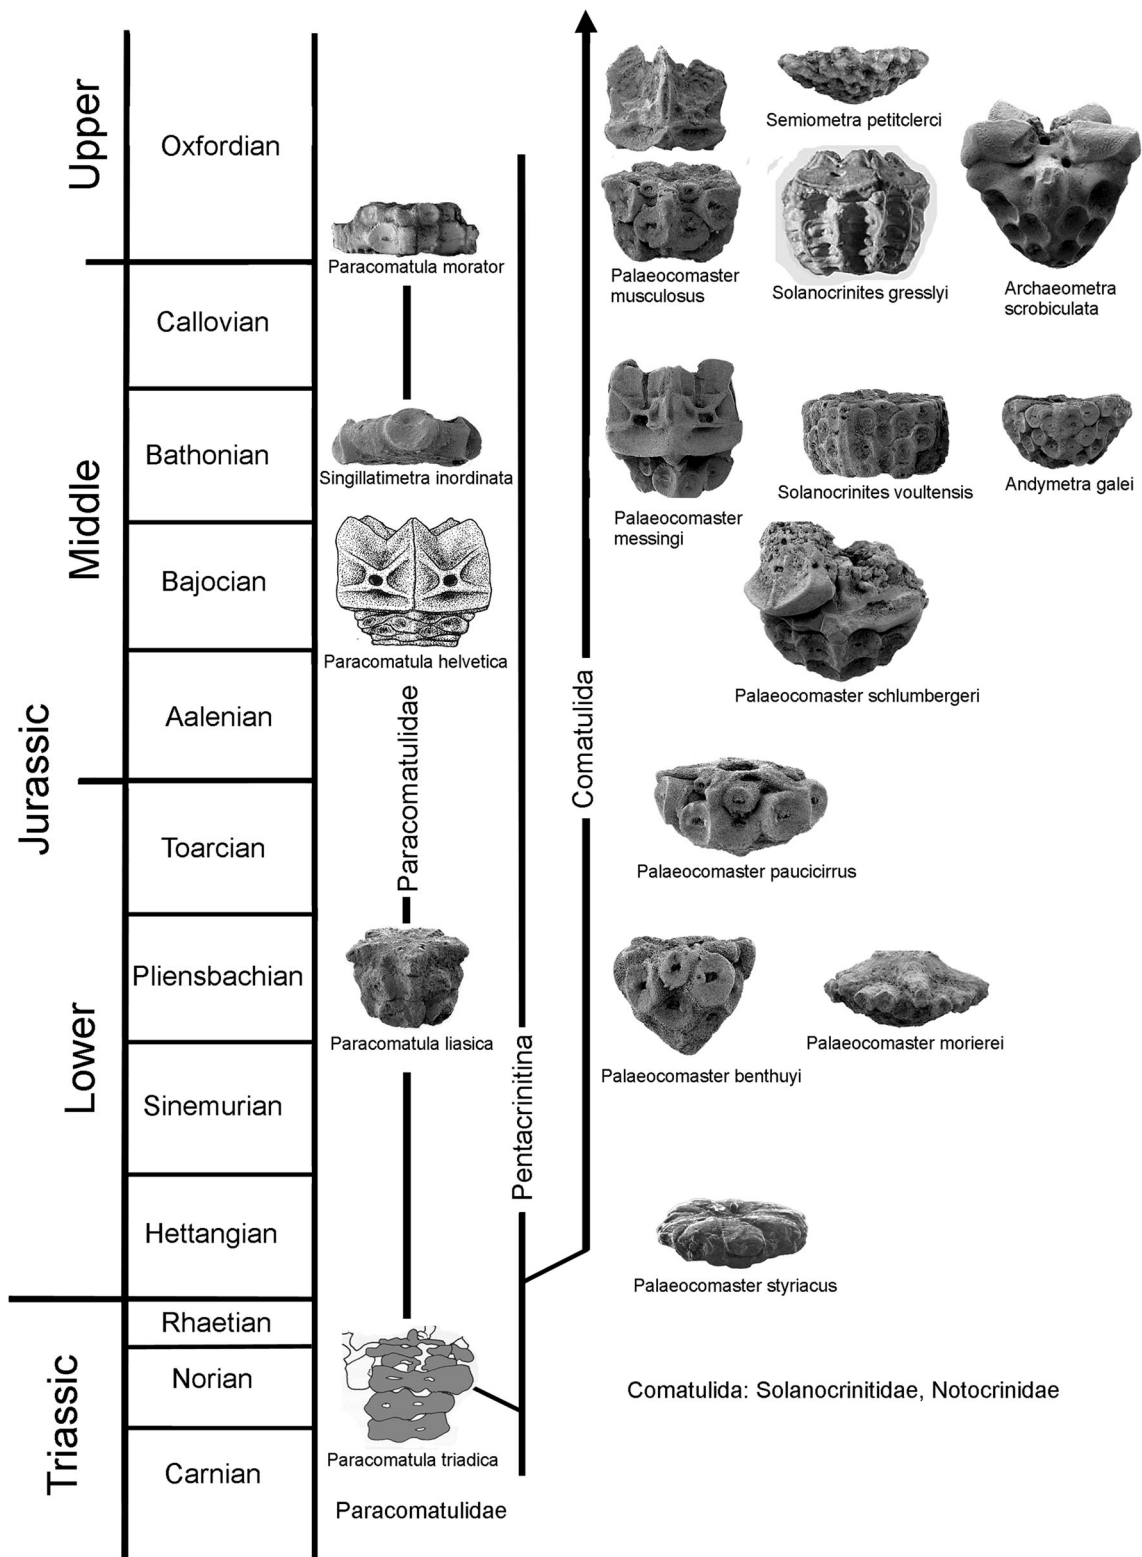 Upper
Middle
Jurassic
Lower
Triassic
Oxfordian
Callovian
Bathonian
Bajocian
Aalenian
Toarcian
Pliensbachian
Sinemurian
Hettangian
Rhaetian
Norian
Carnian
Paracomatula morator
Singillatimetra inordinata
Paracomatula helvetica
Paracomatulidae
Paracomatula liasica
Paracomatula triadica
Paracomatulidae
Pentacrinitina
Comatulida
Semiometra petitclerci
Palaeocomaster
musculosus
Solanocrinites gresslyi
Archaeometra
scrobiculata
Palaeocomaster
messingi
Solanocrinites voultensis
Andymetra galei
Palaeocomaster schlumbergeri
Palaeocomaster paucicirrus
Palaeocomaster benthuyi
Palaeocomaster morierei
Palaeocomaster styriacus
Comatulida: Solanocrinitidae, Notocrinidae